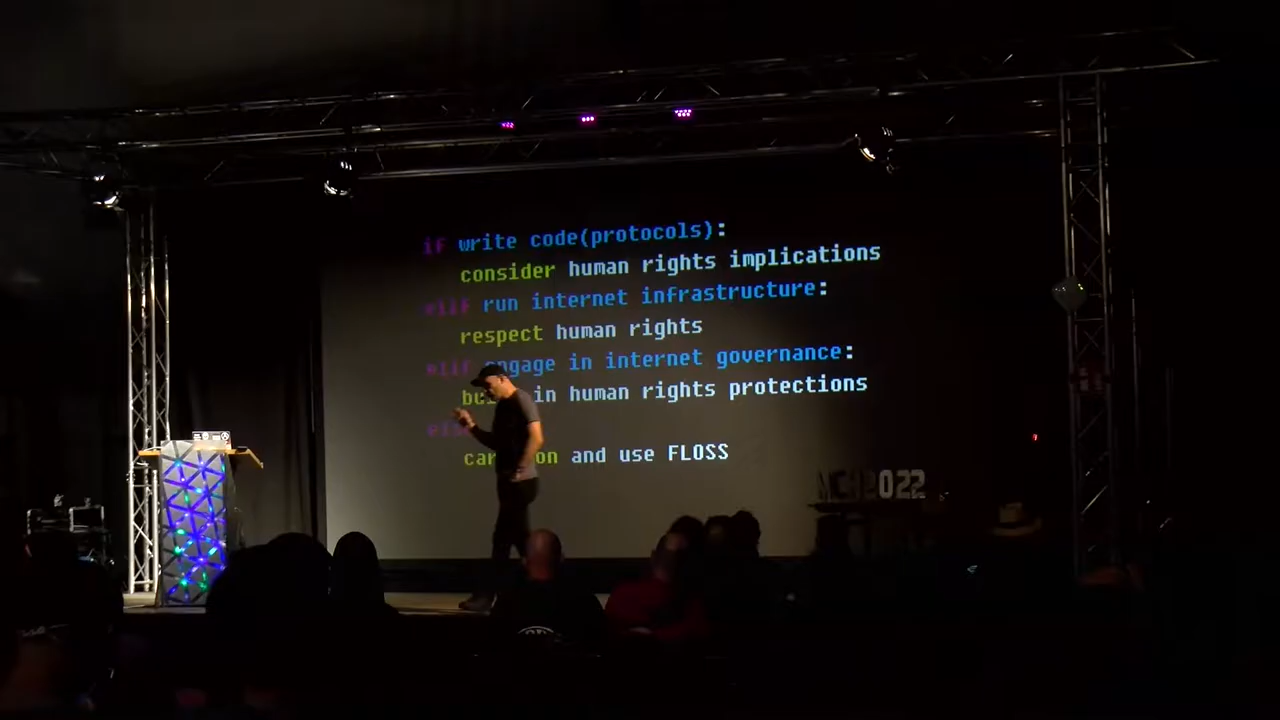 if write code(protocols):
consider human rights implications
elif run internet infrastructure:
respect human rights
elif engage in internet governance:
in human rights protections
and use FLOSS
MCH2022